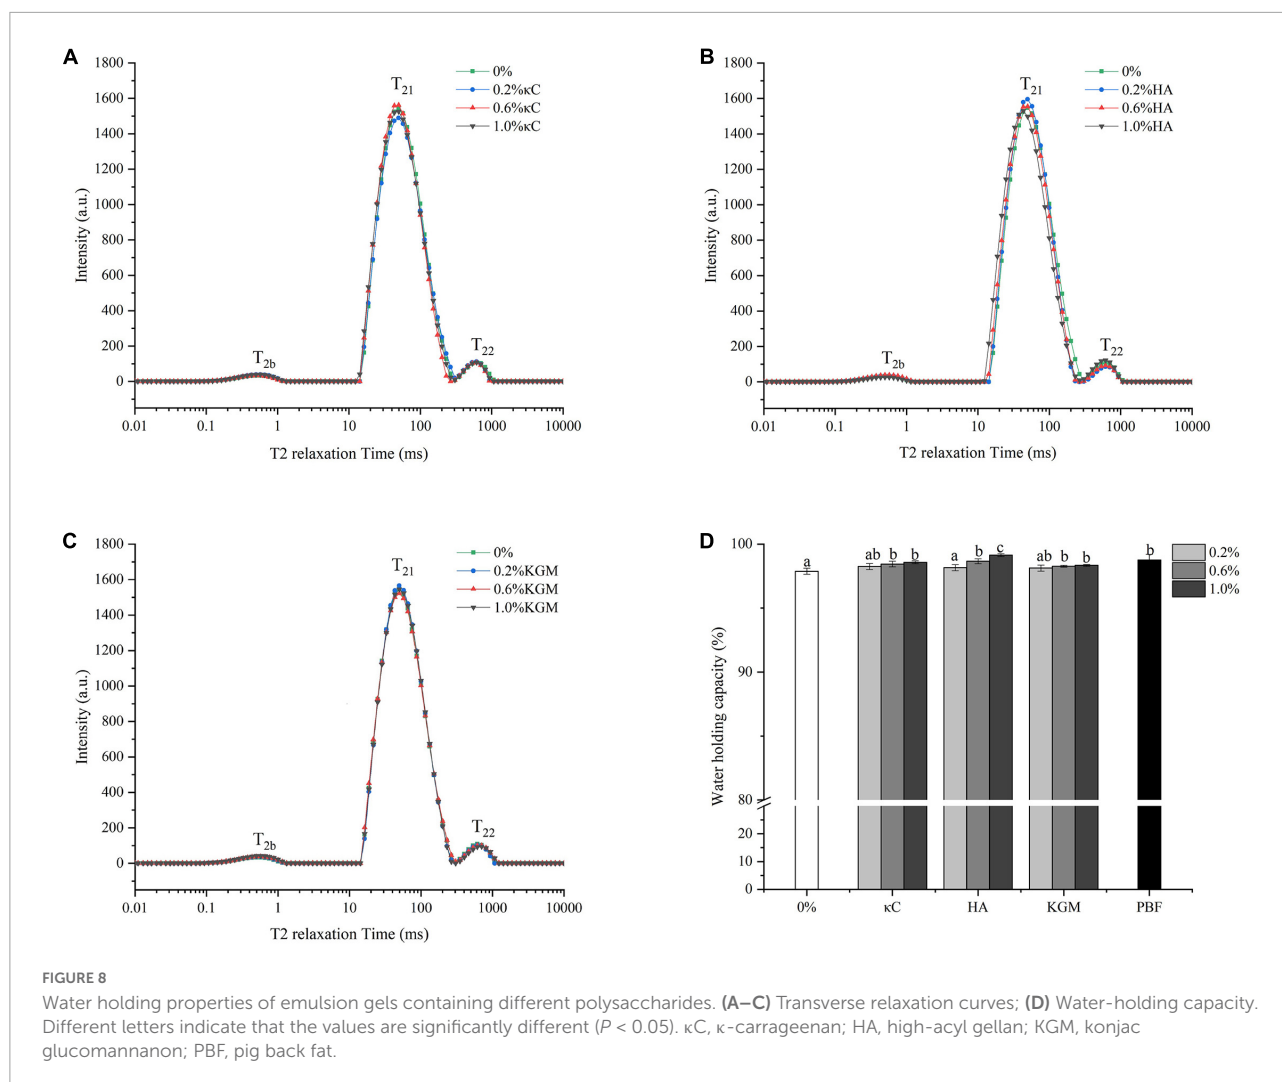 A
1800
1600
1400
1200
1000
800
600
400
200
0
Intensity (a.u.)
T21
T2b
T22
0%
0.2%κC
0.6%κC
1.0%κC
0.01 0.1 1 10 100 1000 10000
T2 relaxation Time (ms)
B
1800
1600
1400
1200
1000
800
600
400
200
0
Intensity (a.u.)
T21
T2b
T22
0%
0.2%HA
0.6%HA
1.0%HA
0.01 0.1 1 10 100 1000 10000
T2 relaxation Time (ms)
C
1800
1600
1400
1200
1000
800
600
400
200
0
Intensity (a.u.)
T21
T2b
T22
0%
0.2%KGM
0.6%KGM
1.0%KGM
0.01 0.1 1 10 100 1000 10000
T2 relaxation Time (ms)
D
100
90
80
20
10
0
Water holding capacity (%)
a ab b b a b c ab b b b
0.2%
0.6%
1.0%
0% κC HA KGM PBF
FIGURE 8
Water holding properties of emulsion gels containing different polysaccharides. (A–C) Transverse relaxation curves; (D) Water-holding capacity.
Different letters indicate that the values are significantly different (P < 0.05). κC, κ-carrageenan; HA, high-acyl gellan; KGM, konjac
glucomannanon; PBF, pig back fat.